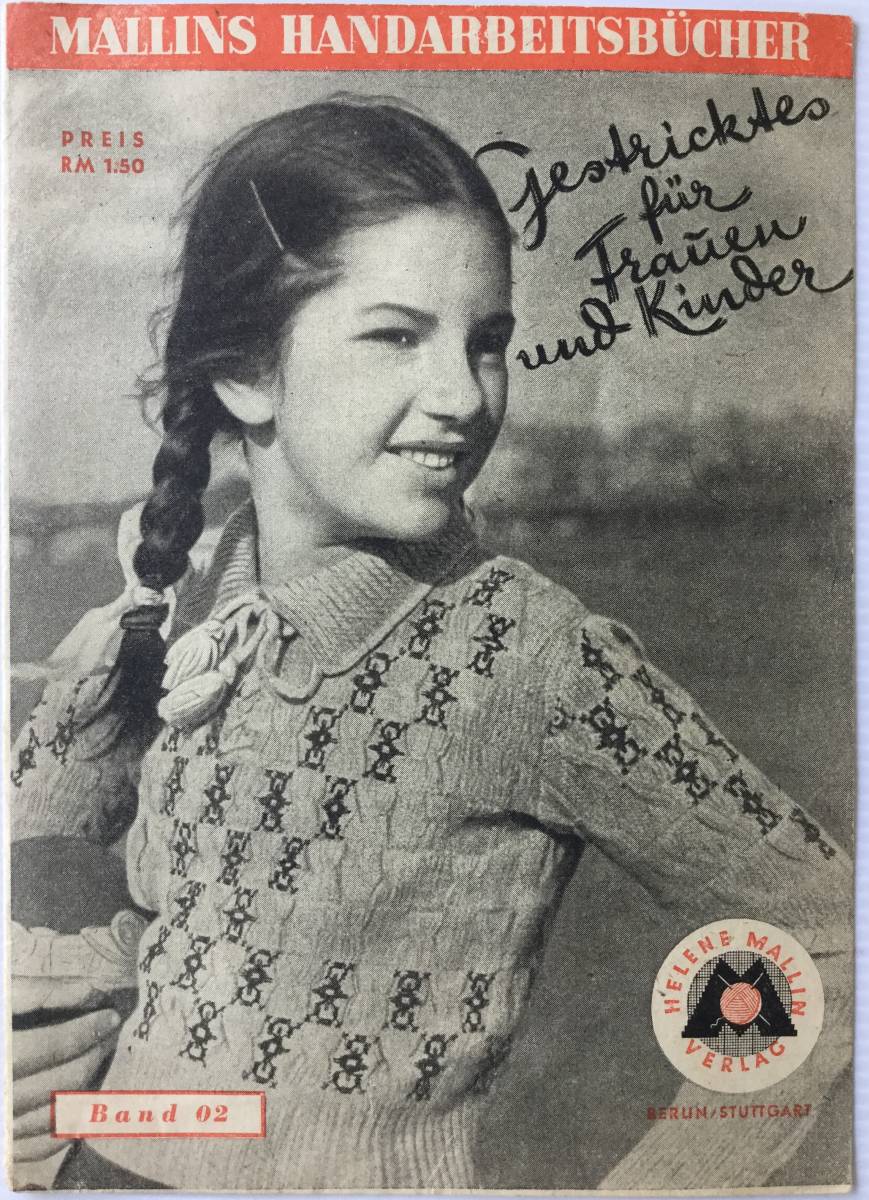 MALLINS HANDARBEITSBÜCHER
PREIS
RM 1.50
Gestricktes
für
Frauen
und Kinder
HELENE MALLIN
VERLAG
BERLIN/STUTTGART
Band 02